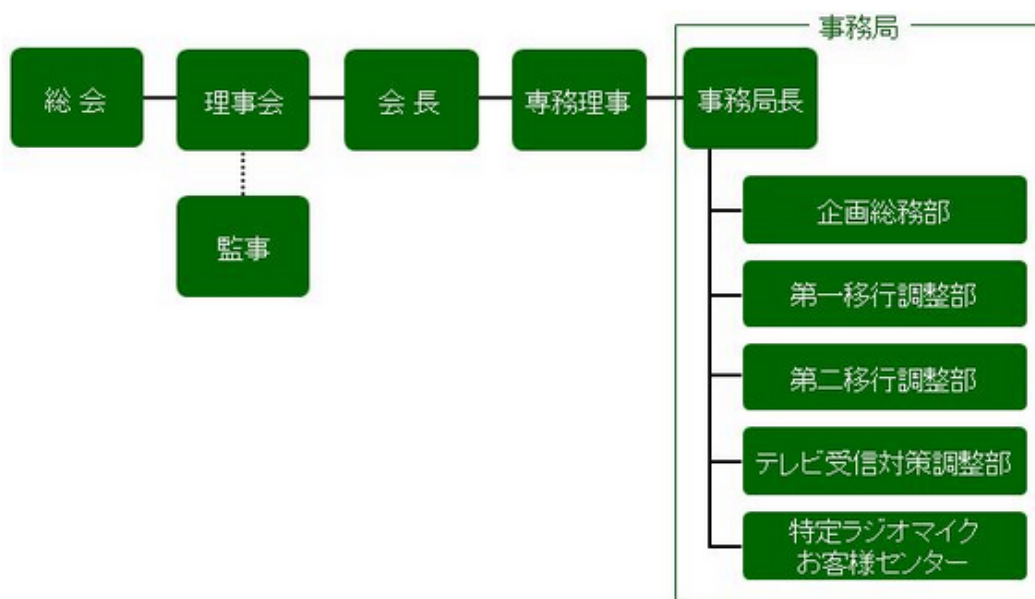 事務局
総会
理事会
会長
専務理事
事務局長
監事
企画総務部
第一移行調整部
第二移行調整部
テレビ受信対策調整部
特定ラジオマイク
お客様センター